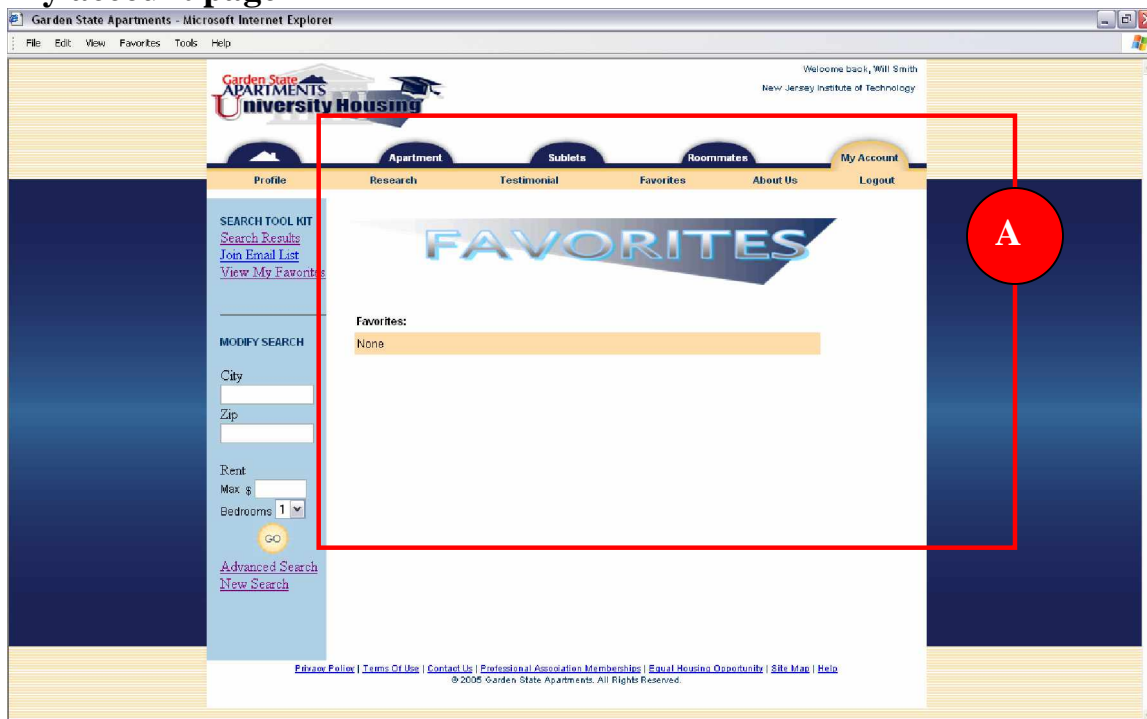 account page
Garden State Apartments - Microsoft Internet Explorer
File Edit View Favorites Tools Help
Welcome back, Will Smith
New Jersey Institute of Technology
Garden State
APARTMENTS
University Housing
Apartment Sublets Roommates My Account
Profile Research Testimonial Favorites About Us Logout
SEARCH TOOL KIT
Search Results
Join Email List
View My Favorites
FAVORITES
A
Favorites:
None
MODIFY SEARCH
City
Zip
Rent
Max $
Bedrooms 1
GO
Advanced Search
New Search
Privacy Policy | Terms Of Use | Contact Us | Professional Association Memberships | Equal Housing Opportunity | Site Map | Help
© 2005 Garden State Apartments. All Rights Reserved.